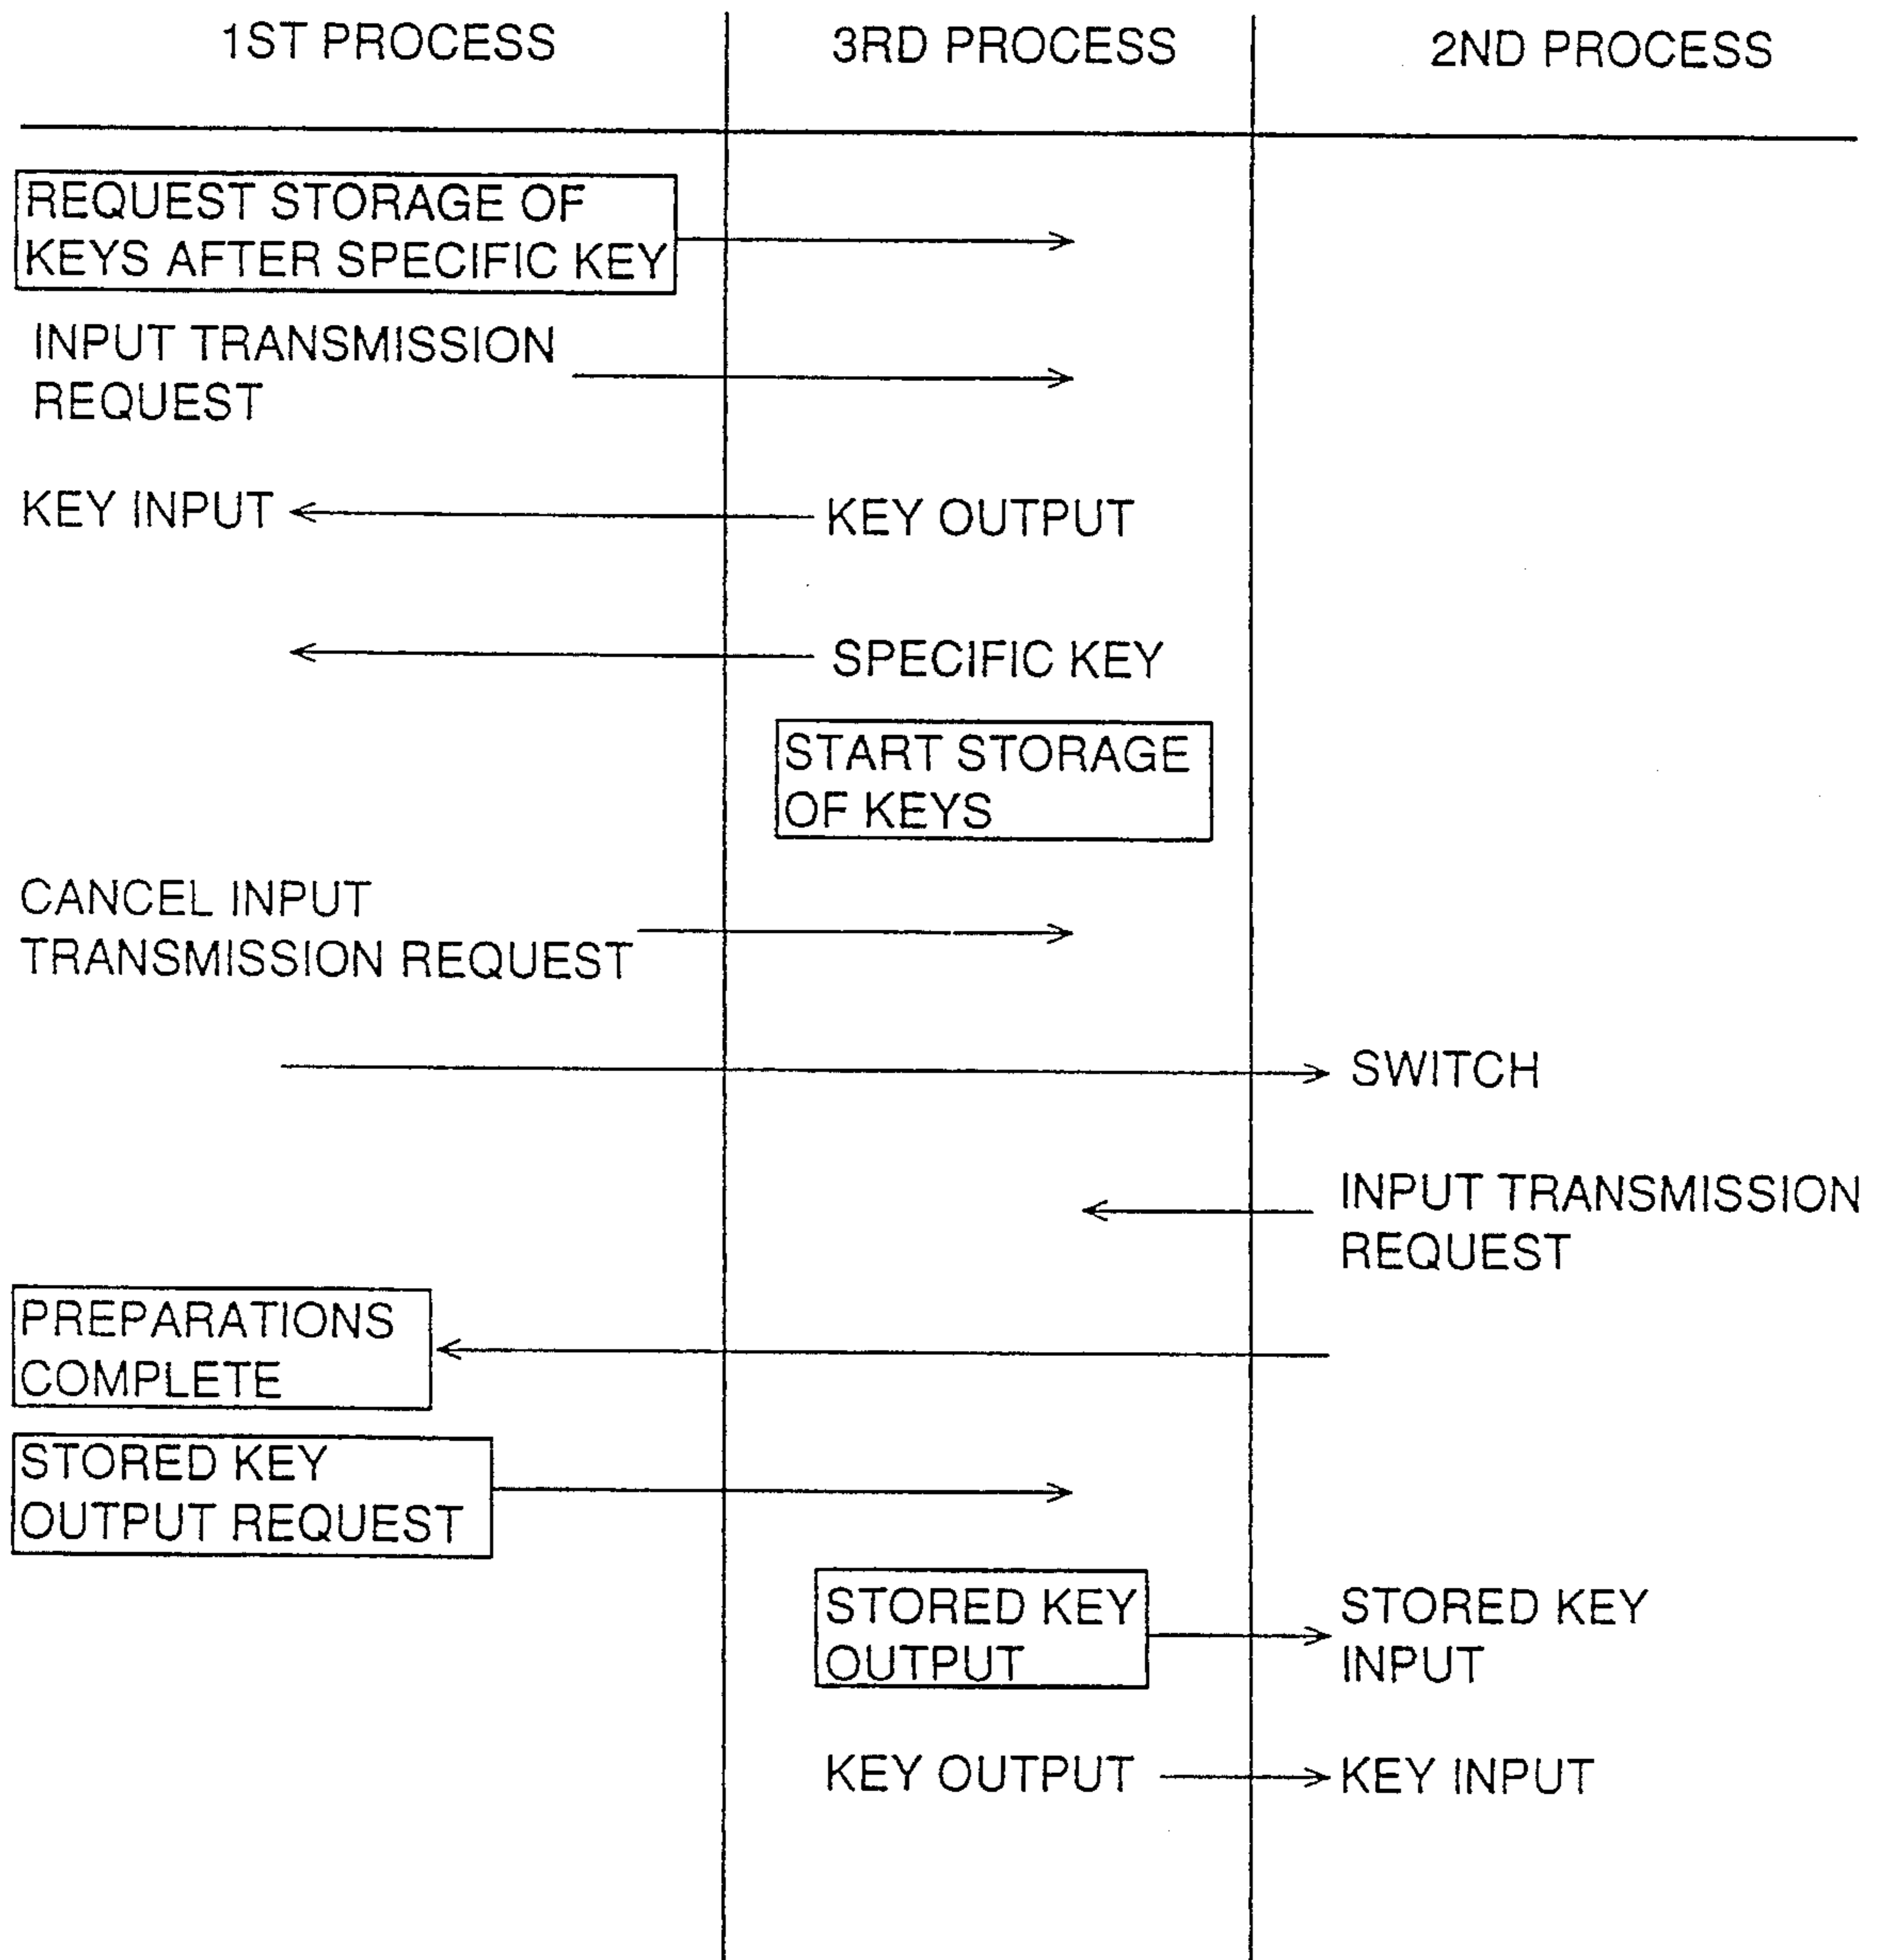 1ST PROCESS
3RD PROCESS
2ND PROCESS
REQUEST STORAGE OF
KEYS AFTER SPECIFIC KEY
INPUT TRANSMISSION
REQUEST
KEY INPUT
KEY OUTPUT
SPECIFIC KEY
START STORAGE
OF KEYS
CANCEL INPUT
TRANSMISSION REQUEST
SWITCH
INPUT TRANSMISSION
REQUEST
PREPARATIONS
COMPLETE
STORED KEY
OUTPUT REQUEST
STORED KEY
OUTPUT
STORED KEY
INPUT
KEY OUTPUT
KEY INPUT